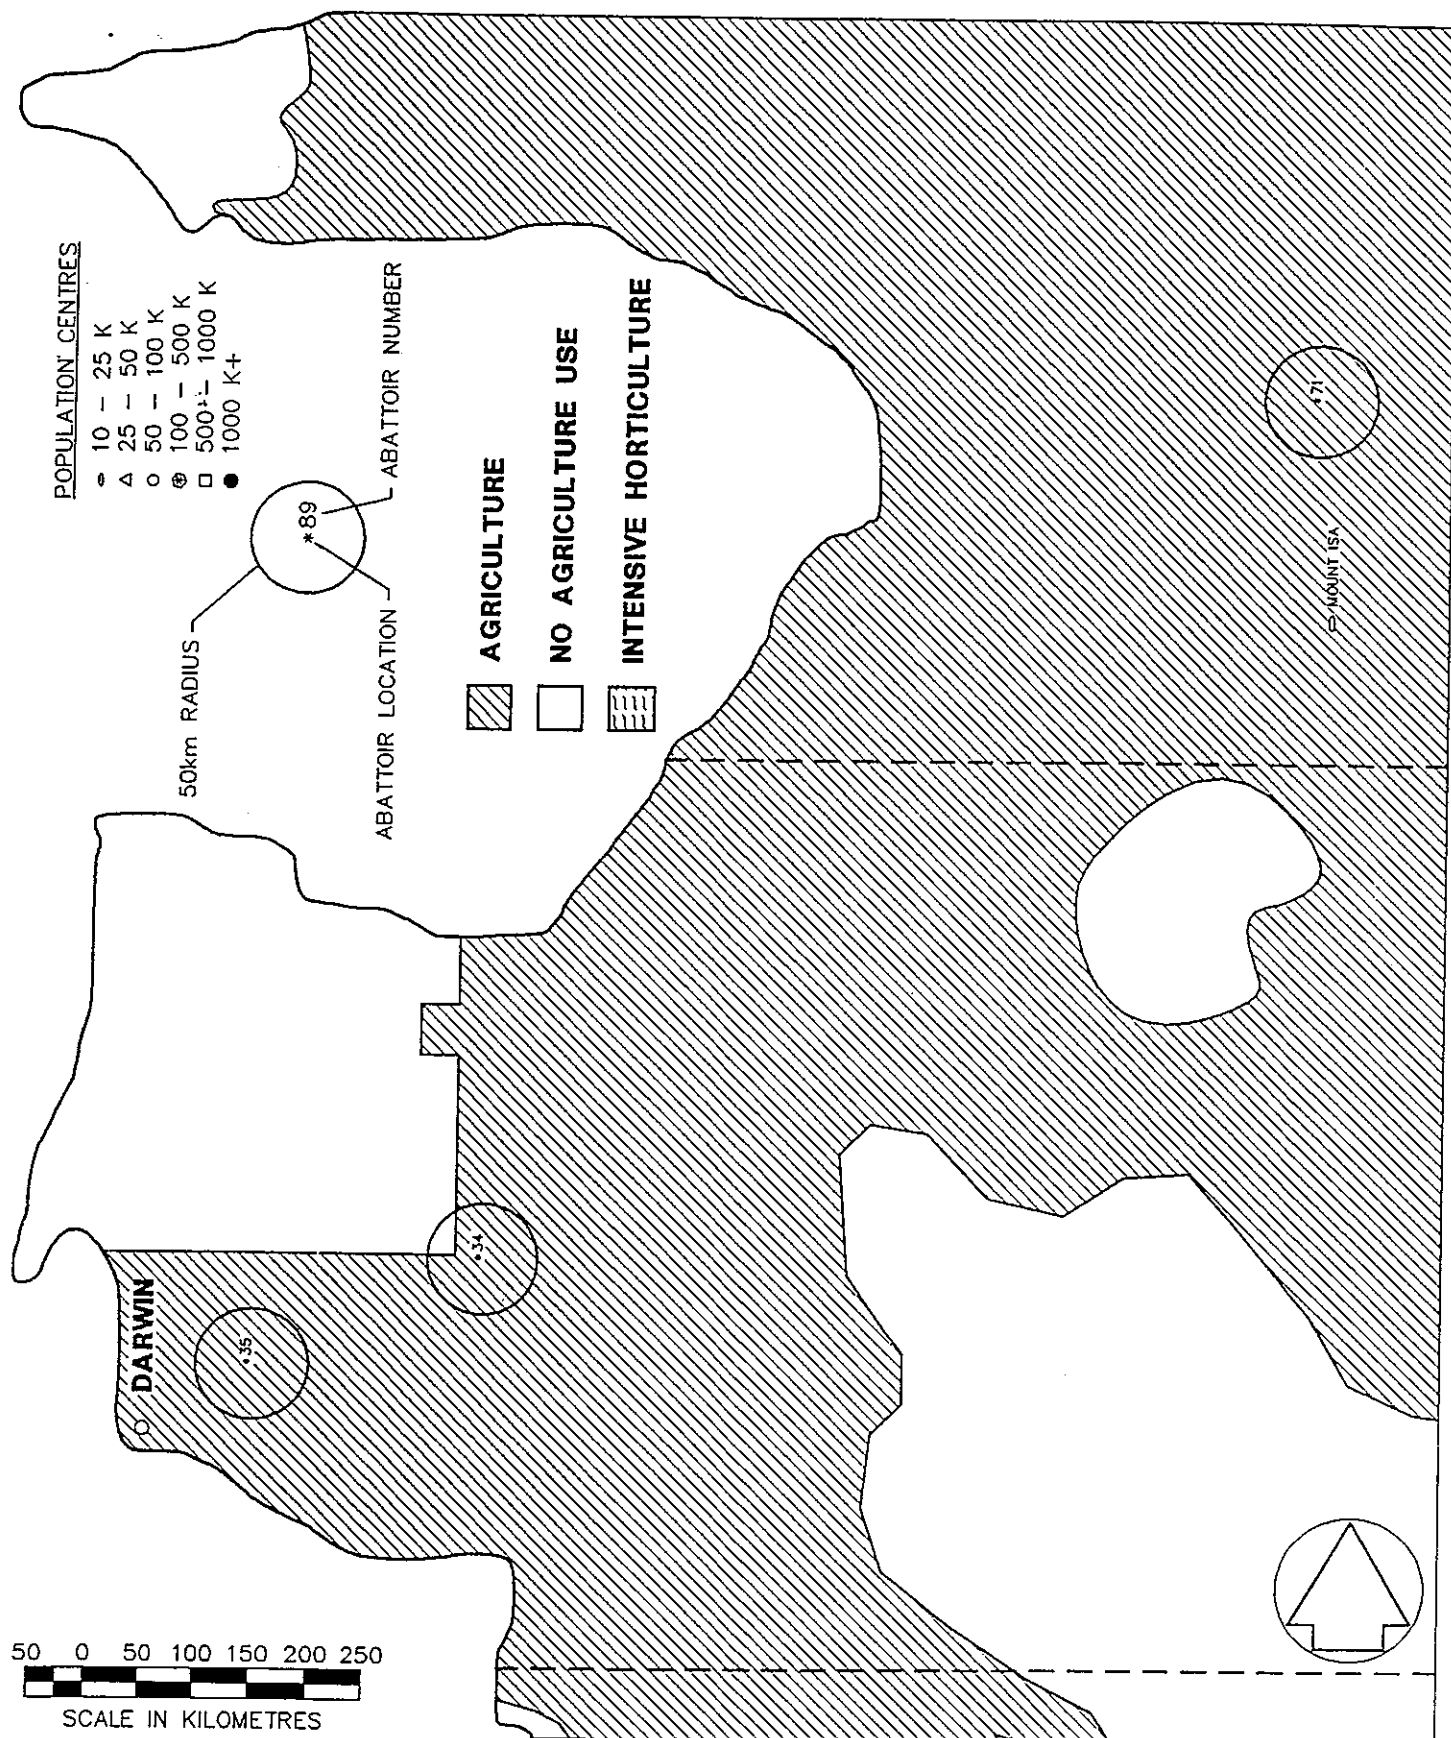 POPULATION CENTRES
10 – 25 K
25 – 50 K
50 – 100 K
100 – 500 K
500 – 1000 K
1000 K+
50km RADIUS
*89
ABATTOIR NUMBER
ABATTOIR LOCATION
AGRICULTURE
NO AGRICULTURE USE
INTENSIVE HORTICULTURE
DARWIN
35
34
71
MOUNT ISA
50 0 50 100 150 200 250
SCALE IN KILOMETRES